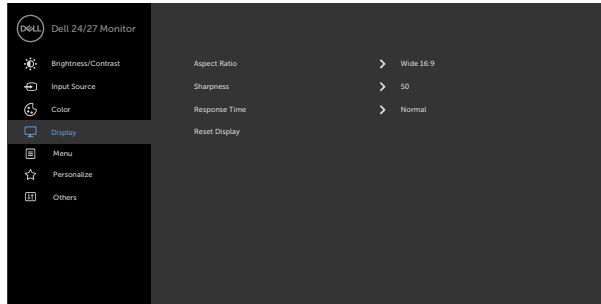 DELL Dell 24/27 Monitor
Brightness/Contrast
Input Source
Color
Display
Menu
Personalize
Others
Aspect Ratio Wide 16:9
Sharpness 50
Response Time Normal
Reset Display